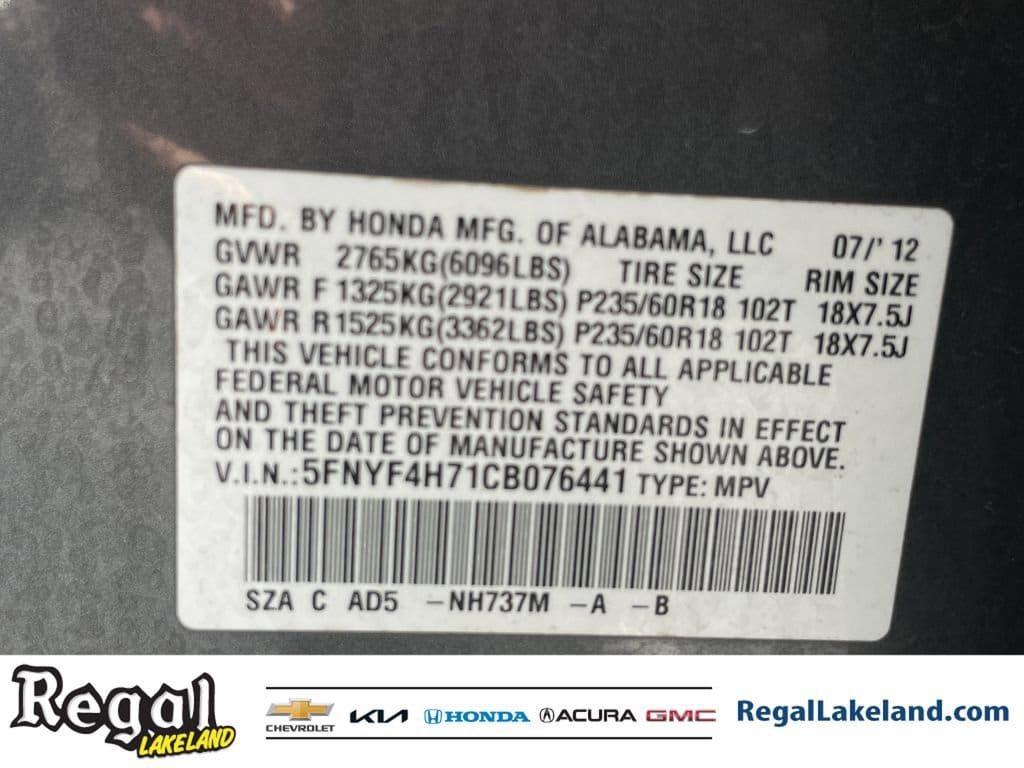 MFD. BY HONDA MFG. OF ALABAMA, LLC 07/' 12
GVWR 2765KG(6096LBS) TIRE SIZE RIM SIZE
GAWR F 1325KG(2921LBS) P235/60R18 102T 18X7.5J
GAWR R 1525KG(3362LBS) P235/60R18 102T 18X7.5J
THIS VEHICLE CONFORMS TO ALL APPLICABLE
FEDERAL MOTOR VEHICLE SAFETY
AND THEFT PREVENTION STANDARDS IN EFFECT
ON THE DATE OF MANUFACTURE SHOWN ABOVE.
V.I.N.: 5FNYF4H71CB076441 TYPE: MPV
SZA C AD5 -NH737M -A -B
Regal
LAKELAND
CHEVROLET KIA HONDA ACURA GMC
RegalLakeland.com